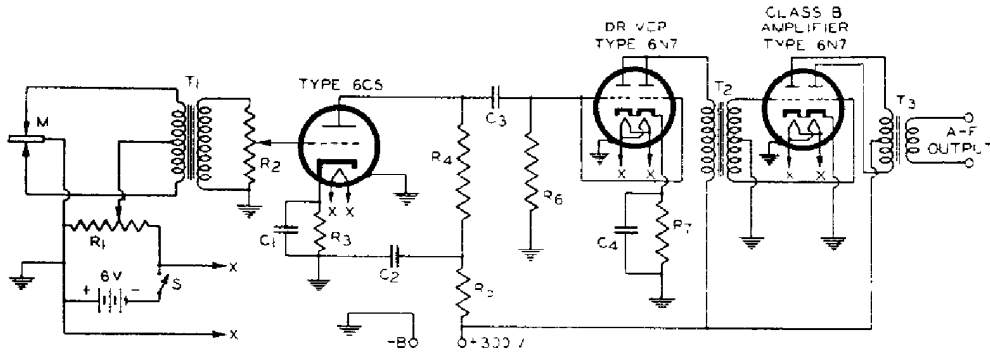 CLASS B
AMPLIFIER
TYPE 6N7
DRIVER
TYPE 6N7
T1
TYPE 6C5
T2
T3
M
C3
A-F
OUTPUT
R2
R4
R6
X X
X X
X X
R1
C1
R3
C2
C4
R7
X
6V
+ -
S
R5
X
-B
+300 V